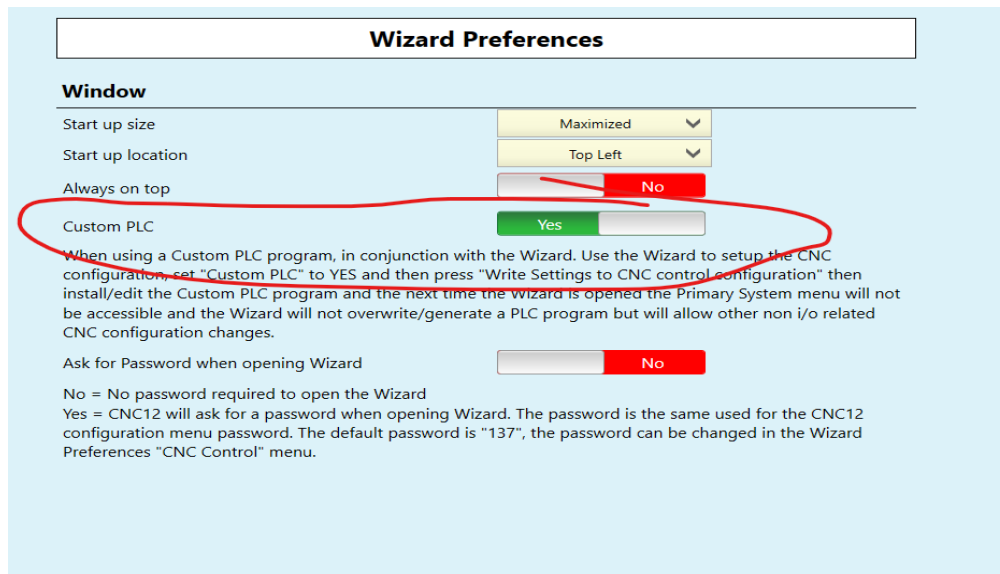 Wizard Preferences
Window
Start up size Maximized
Start up location Top Left
Always on top No
Custom PLC Yes
When using a Custom PLC program, in conjunction with the Wizard. Use the Wizard to setup the CNC
configuration, set "Custom PLC" to YES and then press "Write Settings to CNC control configuration" then
install/edit the Custom PLC program and the next time the Wizard is opened the Primary System menu will not
be accessible and the Wizard will not overwrite/generate a PLC program but will allow other non i/o related
CNC configuration changes.
Ask for Password when opening Wizard No
No = No password required to open the Wizard
Yes = CNC12 will ask for a password when opening Wizard. The password is the same used for the CNC12
configuration menu password. The default password is "137", the password can be changed in the Wizard
Preferences "CNC Control" menu.